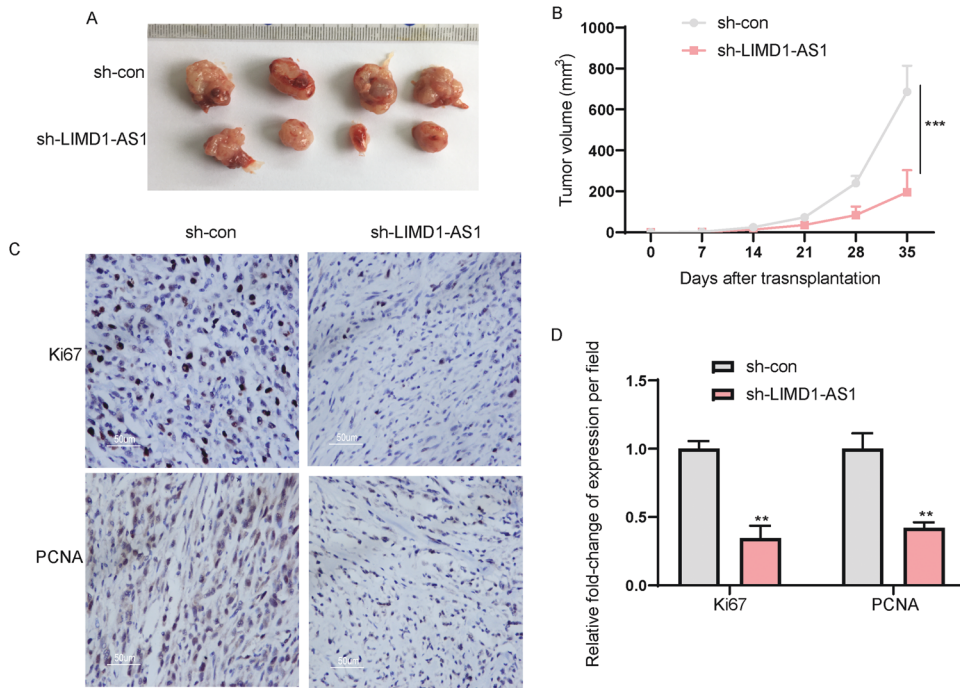 A
sh-con
sh-LIMD1-AS1
B
sh-con
sh-LIMD1-AS1
Tumor volume (mm³)
1000
800
600
400
200
0
***
0 7 14 21 28 35
Days after trasnplantation
C
sh-con sh-LIMD1-AS1
Ki67
50um 50um
PCNA
50um 50um
D
sh-con
sh-LIMD1-AS1
Relative fold-change of expression per field
1.5
1.0
0.5
0.0
** **
Ki67 PCNA